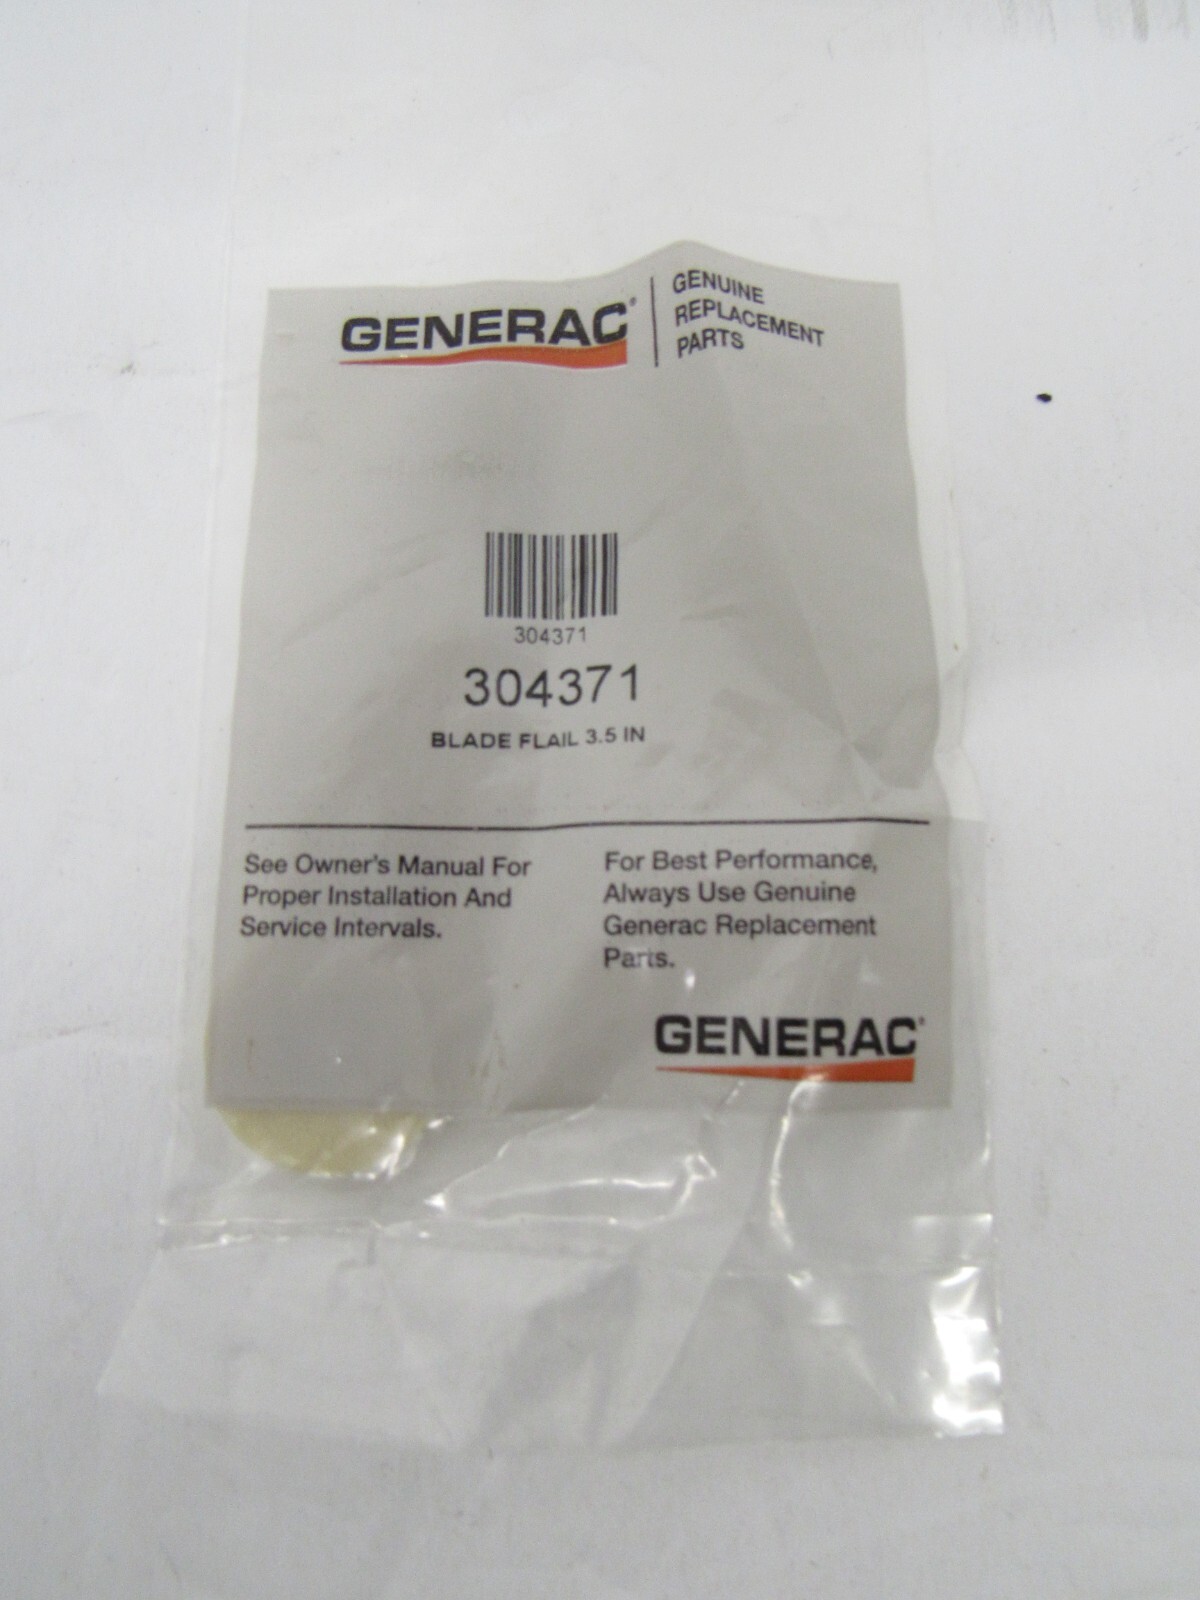 GENERAC®
GENUINE
REPLACEMENT
PARTS
304371
304371
BLADE FLAIL 3.5 IN
See Owner's Manual For
Proper Installation And
Service Intervals.
For Best Performance,
Always Use Genuine
Generac Replacement
Parts.
GENERAC®